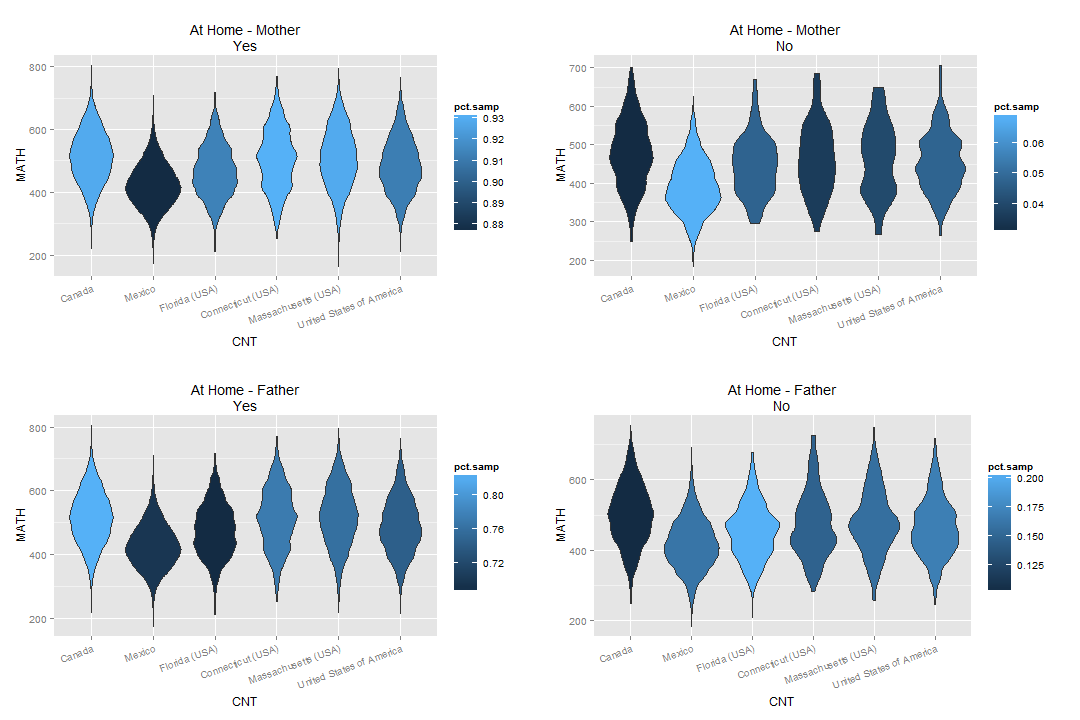 At Home - Mother
Yes
800
600
400
200
MATH
Canada
Mexico
Florida (USA)
Connecticut (USA)
Massachusetts (USA)
United States of America
CNT
pct.samp
0.93
0.92
0.91
0.90
0.89
0.88
At Home - Mother
No
700
600
500
400
300
200
MATH
Canada
Mexico
Florida (USA)
Connecticut (USA)
Massachusetts (USA)
United States of America
CNT
pct.samp
0.06
0.05
0.04
At Home - Father
Yes
800
600
400
200
MATH
Canada
Mexico
Florida (USA)
Connecticut (USA)
Massachusetts (USA)
United States of America
CNT
pct.samp
0.80
0.76
0.72
At Home - Father
No
600
400
200
MATH
Canada
Mexico
Florida (USA)
Connecticut (USA)
Massachusetts (USA)
United States of America
CNT
pct.samp
0.200
0.175
0.150
0.125